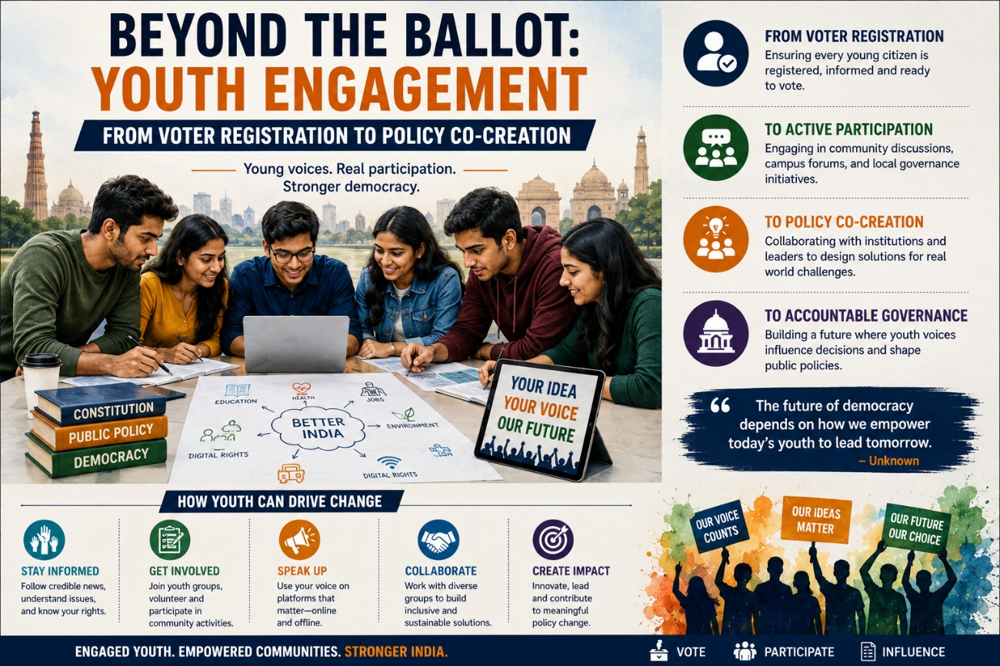 BEYOND THE BALLOT:
YOUTH ENGAGEMENT
FROM VOTER REGISTRATION TO POLICY CO-CREATION
Young voices. Real participation.
Stronger democracy.
CONSTITUTION
PUBLIC POLICY
DEMOCRACY
EDUCATION
HEALTH
JOBS
BETTER
INDIA
ENVIRONMENT
DIGITAL RIGHTS
DIGITAL RIGHTS
YOUR IDEA
YOUR VOICE
OUR FUTURE
FROM VOTER REGISTRATION
Ensuring every young citizen is
registered, informed and ready
to vote.
TO ACTIVE PARTICIPATION
Engaging in community discussions,
campus forums, and local governance
initiatives.
TO POLICY CO-CREATION
Collaborating with institutions and
leaders to design solutions for real
world challenges.
TO ACCOUNTABLE GOVERNANCE
Building a future where youth voices
influence decisions and shape
public policies.
“ The future of democracy
depends on how we empower
today's youth to lead tomorrow.
– Unknown
HOW YOUTH CAN DRIVE CHANGE
STAY INFORMED
Follow credible news,
understand issues,
and know your rights.
GET INVOLVED
Join youth groups,
volunteer and
participate in
community activities.
SPEAK UP
Use your voice on
platforms that
matter—online
and offline.
COLLABORATE
Work with diverse
groups to build
inclusive and
sustainable solutions.
CREATE IMPACT
Innovate, lead
and contribute
to meaningful
policy change.
OUR VOICE
COUNTS
OUR IDEAS
MATTER
OUR FUTURE
OUR CHOICE
ENGAGED YOUTH. EMPOWERED COMMUNITIES. STRONGER INDIA.
VOTE
PARTICIPATE
INFLUENCE